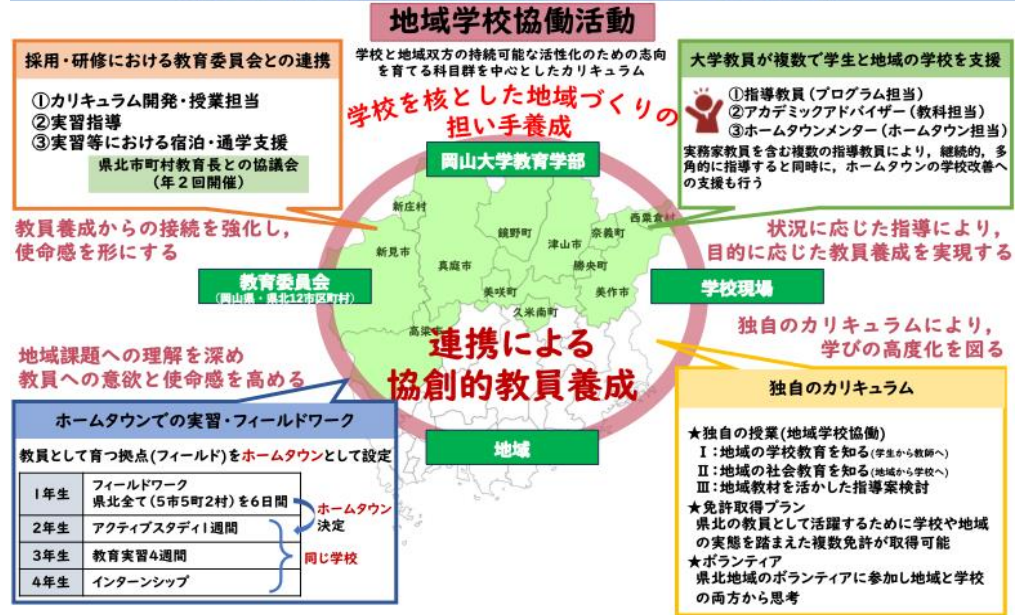 地域学校協働活動
学校と地域双方の持続可能な活性化のための志向
を育てる科目群を中心としたカリキュラム
学校を核とした地域づくりの
担い手養成
採用・研修における教育委員会との連携
①カリキュラム開発・授業担当
②実習指導
③実習等における宿泊・通学支援
県北市町村教育長との協議会
(年2回開催)
教員養成からの接続を強化し,
使命感を形にする
大学教員が複数で学生と地域の学校を支援
①指導教員(プログラム担当)
②アカデミックアドバイザー(教科担当)
③ホームタウンメンター(ホームタウン担当)
実務家教員を含む複数の指導教員により,継続的,多
角的に指導すると同時に,ホームタウンの学校改善へ
の支援も行う
状況に応じた指導により,
目的に応じた教員養成を実現する
岡山大学教育学部
新庄村
西粟倉村
鏡野町
奈義町
津山市
新見市
真庭市
勝央町
美咲町
美作市
久米南町
高梁市
教育委員会
(岡山県・県北12市区町村)
学校現場
連携による
協創的教員養成
地域
地域課題への理解を深め
教員への意欲と使命感を高める
ホームタウンでの実習・フィールドワーク
教員として育つ拠点(フィールド)をホームタウンとして設定
1年生
フィールドワーク
県北全て(5市5町2村)を6日間
2年生
アクティブスタディ1週間
3年生
教育実習4週間
4年生
インターンシップ
ホームタウン
決定
同じ学校
独自のカリキュラムにより,
学びの高度化を図る
独自のカリキュラム
★独自の授業(地域学校協働)
Ⅰ:地域の学校教育を知る(学生から教師へ)
Ⅱ:地域の社会教育を知る(地域から学校へ)
Ⅲ:地域教材を活かした指導案検討
★免許取得プラン
県北の教員として活躍するために学校や地域
の実態を踏まえた複数免許が取得可能
★ボランティア
県北地域のボランティアに参加し地域と学校
の両方から思考